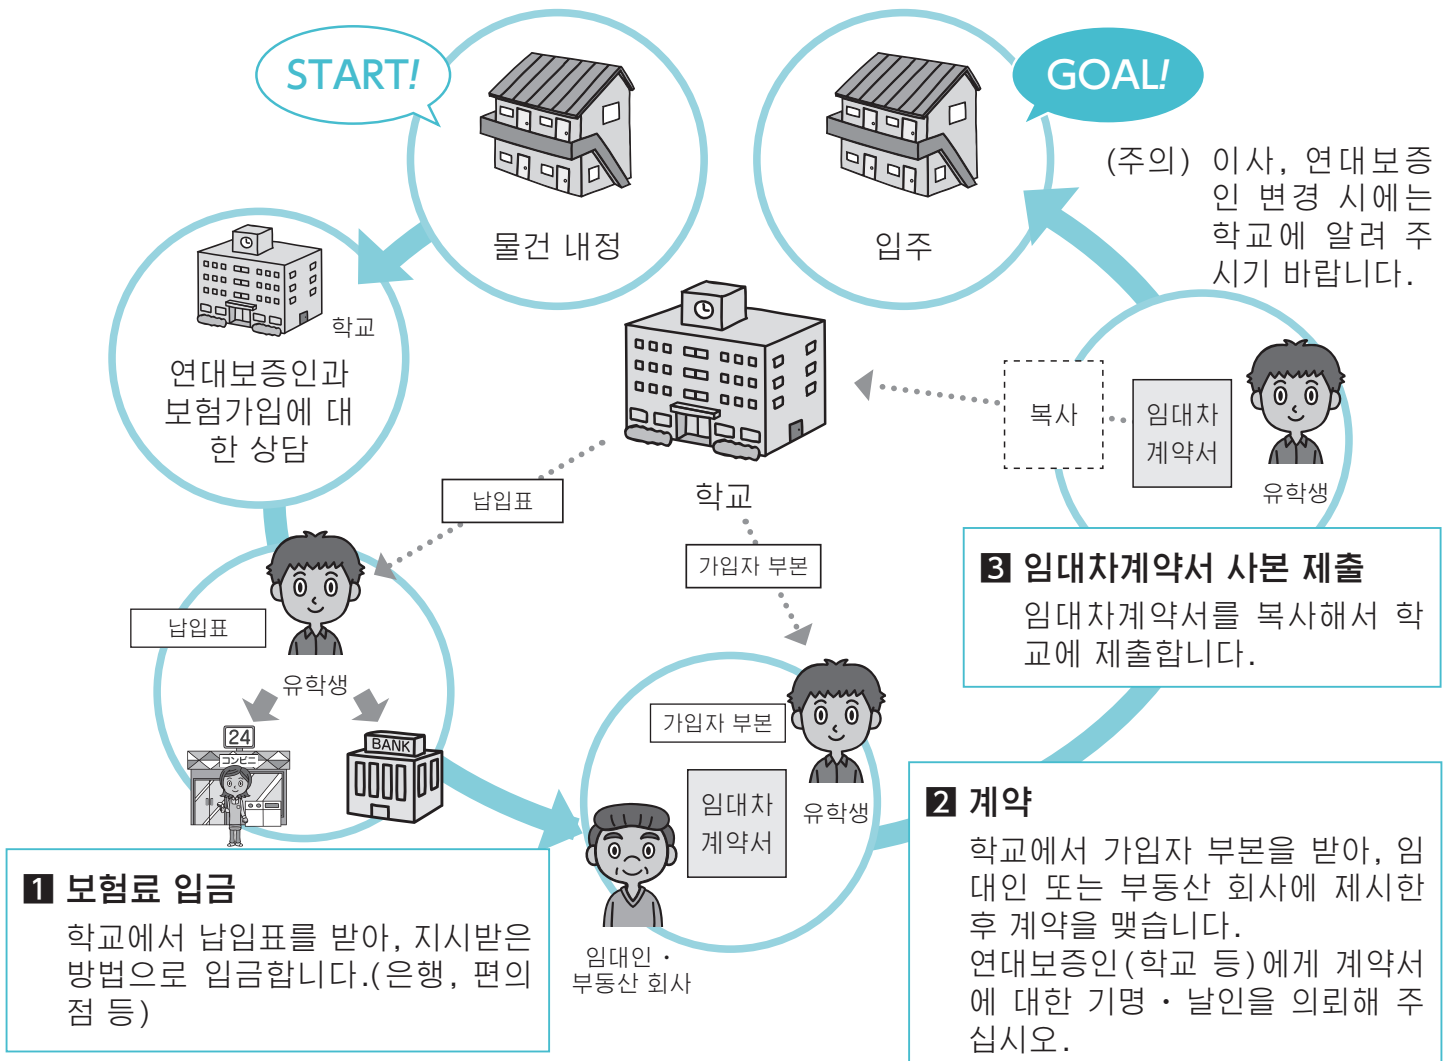 START!
물건 내정
입주
GOAL!
(주의) 이사, 연대보증
인 변경 시에는
학교에 알려 주
시기 바랍니다.
학교
연대보증인과
보험가입에 대
한 상담
학교
복사
임대차
계약서
유학생
납입표
가입자 부본
납입표
유학생
24
コンビニ
BANK
가입자 부본
임대차
계약서
유학생
임대인・
부동산 회사
1 보험료 입금
학교에서 납입표를 받아, 지시받은
방법으로 입금합니다.(은행, 편의
점 등)
2 계약
학교에서 가입자 부본을 받아, 임
대인 또는 부동산 회사에 제시한
후 계약을 맺습니다.
연대보증인(학교 등)에게 계약서
에 대한 기명・날인을 의뢰해 주
십시오.
3 임대차계약서 사본 제출
임대차계약서를 복사해서 학
교에 제출합니다.